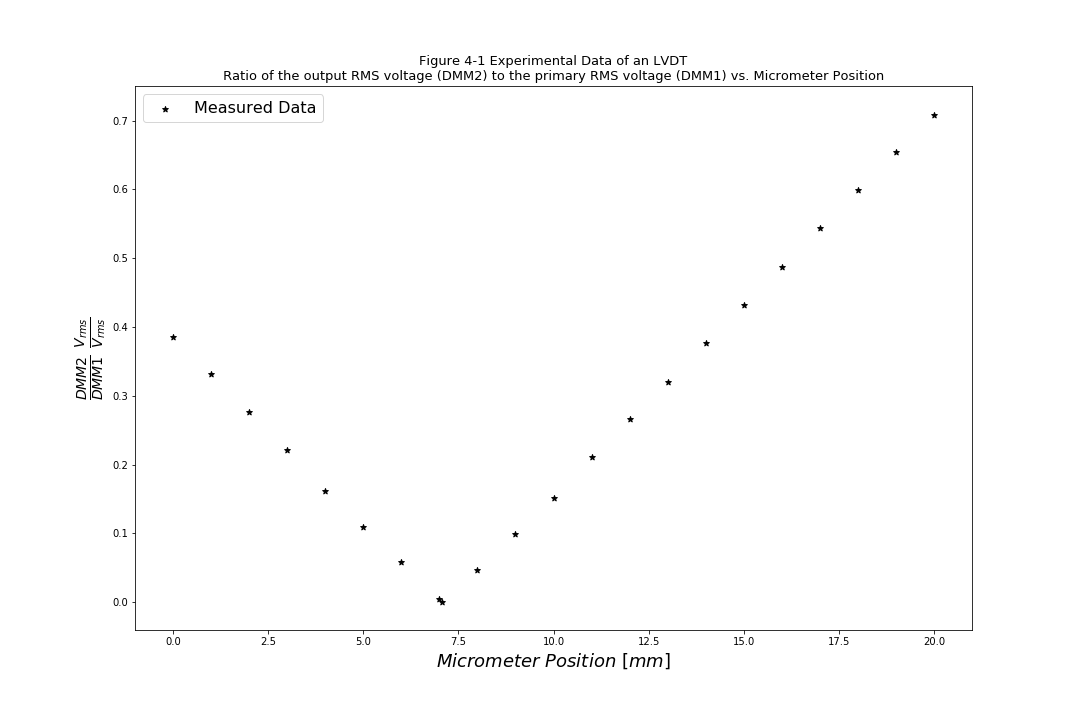 Figure 4-1 Experimental Data of an LVDT
Ratio of the output RMS voltage (DMM2) to the primary RMS voltage (DMM1) vs. Micrometer Position
Measured Data
0.7
0.6
0.5
0.4
0.3
0.2
0.1
0.0
DMM2 Vrms
DMM1 Vrms
0.0 2.5 5.0 7.5 10.0 12.5 15.0 17.5 20.0
Micrometer Position [mm]